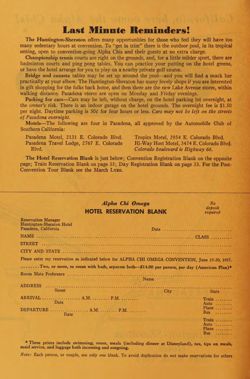 Last Minute Reminders!
The Huntington-Sheraton offers many opportunities for those who feel they will have too
many sedentary hours at convention. To "get in trim" there is the outdoor pool, in its tropical
setting, open to convention-going Alpha Chis and their guests at no extra charge.
Championship tennis courts are right on the grounds, and, for a little milder sport, there are
badminton courts and ping pong tables. You can practice your putting on the hotel greens,
or have the hotel arrange for you to play on a nearby private golf course.
Bridge and canasta tables may be set up around the pool—and you will find a snack bar
practically at your elbow. The Huntington-Sheraton has many lovely shops if you are interested
in gift shopping for the folks back home, and then there are the new Lake Avenue stores, within
walking distance. Pasadena stores are open on Monday and Friday evenings.
Parking for cars—Cars may be left, without charge, on the hotel parking lot overnight, at
the owner's risk. There is an indoor garage on the hotel grounds. The overnight fee is $1.50
per night. Daytime parking is 50¢ for four hours or less. Cars may not be left on the streets
of Pasadena overnight.
Motels—The following are four in Pasadena, all approved by the Automobile Club of
Southern California:
Pasadena Motel, 2131 E. Colorado Blvd.
Pasadena Travel Lodge, 2767 E. Colorado
Blvd.
Tropics Motel, 2934 E. Colorado Blvd.
Hi-Way Host Motel, 3474 E. Colorado Blvd.
Colorado boulevard is Highway 66.
The Hotel Reservation Blank is just below; Convention Registration Blank on the opposite
page; Train Reservation Blank on page 31; Day Registration Blank on page 33. For the Post-
Convention Tour Blank see the March LYRE.
Alpha Chi Omega
HOTEL RESERVATION BLANK
No
deposit
required
Reservation Manager
Huntington-Sheraton Hotel
Pasadena, California
Date
NAME
CLASS
STREET
CITY AND STATE
Please enter my reservation as indicated below for ALPHA CHI OMEGA CONVENTION, June
Two, or more, to room with bath, separate beds—$14.00 per person, per day (American Plan)*
Room Mate Preference
Name
ADDRESS
Street
City
State
ARRIVAL
A.M.
P.M.
Date
Train
Auto
Plane
Bus
DEPARTURE
A.M.
P.M.
Date
Train
Auto
Plane
Bus
* These prices include swimming, room, meals (including dinner at Disneyland), tax, tips on meals,
maid service, and luggage both incoming and outgoing.
Note: Each person, or couple, use only one blank. To avoid duplication do not make reservations for others